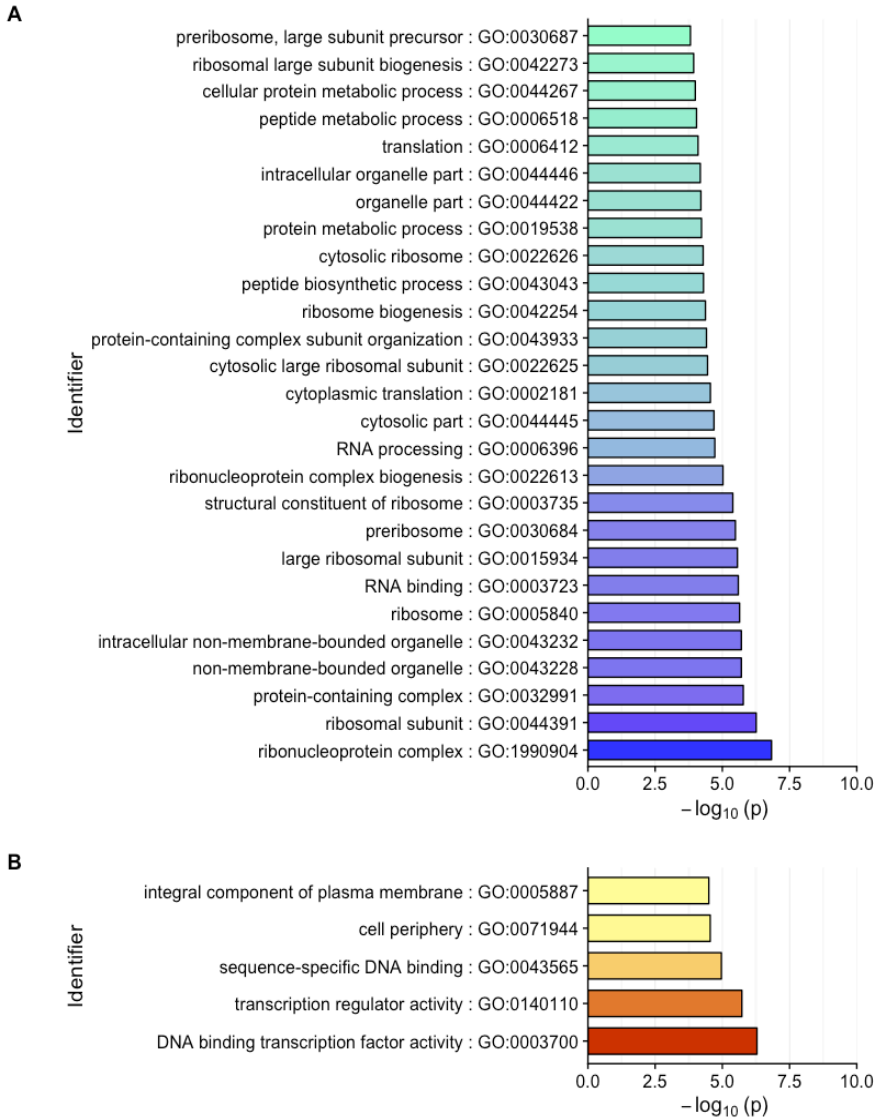 A
preribosome, large subunit precursor : GO:0030687
ribosomal large subunit biogenesis : GO:0042273
cellular protein metabolic process : GO:0044267
peptide metabolic process : GO:0006518
translation : GO:0006412
intracellular organelle part : GO:0044446
organelle part : GO:0044422
protein metabolic process : GO:0019538
cytosolic ribosome : GO:0022626
peptide biosynthetic process : GO:0043043
ribosome biogenesis : GO:0042254
protein-containing complex subunit organization : GO:0043933
cytosolic large ribosomal subunit : GO:0022625
cytoplasmic translation : GO:0002181
cytosolic part : GO:0044445
RNA processing : GO:0006396
ribonucleoprotein complex biogenesis : GO:0022613
structural constituent of ribosome : GO:0003735
preribosome : GO:0030684
large ribosomal subunit : GO:0015934
RNA binding : GO:0003723
ribosome : GO:0005840
intracellular non-membrane-bounded organelle : GO:0043232
non-membrane-bounded organelle : GO:0043228
protein-containing complex : GO:0032991
ribosomal subunit : GO:0044391
ribonucleoprotein complex : GO:1990904
Identifier
0.0 2.5 5.0 7.5 10.0
−log₁₀ (p)
B
integral component of plasma membrane : GO:0005887
cell periphery : GO:0071944
sequence-specific DNA binding : GO:0043565
transcription regulator activity : GO:0140110
DNA binding transcription factor activity : GO:0003700
Identifier
0.0 2.5 5.0 7.5 10.0
−log₁₀ (p)